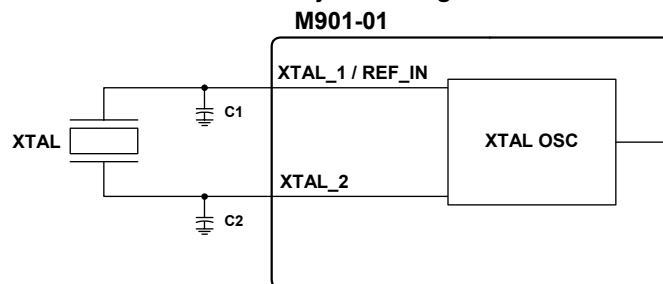 M901-01
XTAL_1 / REF_IN
C1
XTAL
XTAL OSC
XTAL_2
C2